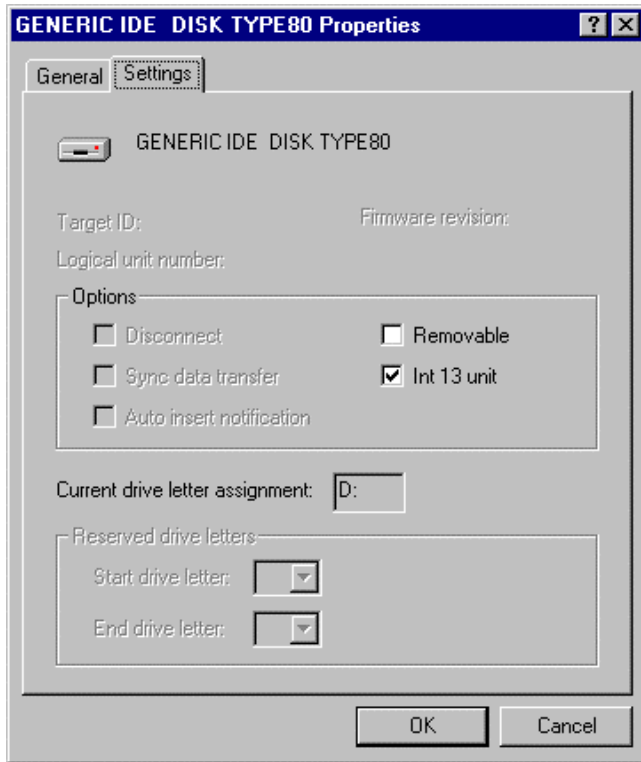 GENERIC IDE  DISK TYPE80 Properties
General Settings
GENERIC IDE  DISK TYPE80
Target ID: Firmware revision:
Logical unit number:
Options
Disconnect Removable
Sync data transfer Int 13 unit
Auto insert notification
Current drive letter assignment: D:
Reserved drive letters
Start drive letter:
End drive letter:
OK Cancel